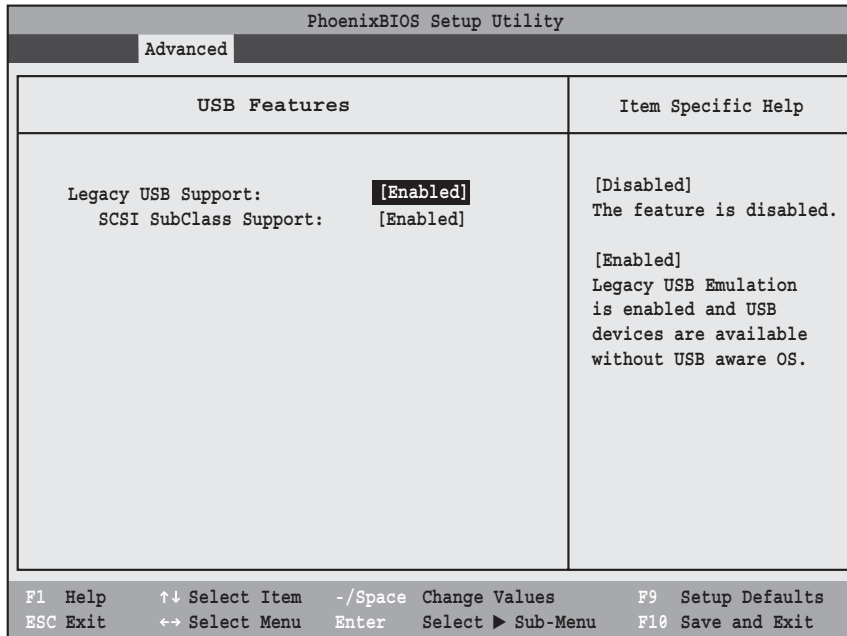 PhoenixBIOS Setup Utility
Advanced
USB Features
Legacy USB Support: [Enabled]
SCSI SubClass Support: [Enabled]
Item Specific Help
[Disabled]
The feature is disabled.
[Enabled]
Legacy USB Emulation
is enabled and USB
devices are available
without USB aware OS.
F1 Help ↑↓ Select Item -/Space Change Values F9 Setup Defaults
ESC Exit ←→ Select Menu Enter Select ▶ Sub-Menu F10 Save and Exit